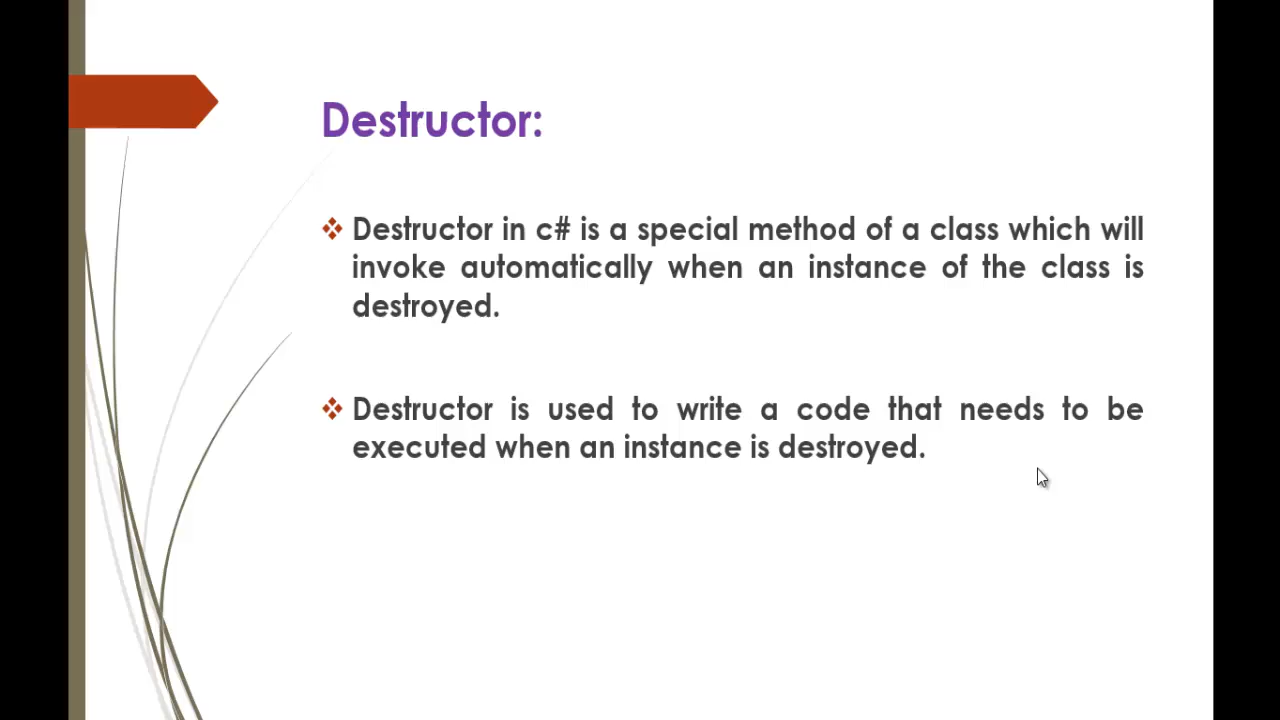 Destructor:
Destructor in c# is a special method of a class which will
invoke automatically when an instance of the class is
destroyed.
Destructor is used to write a code that needs to be
executed when an instance is destroyed.